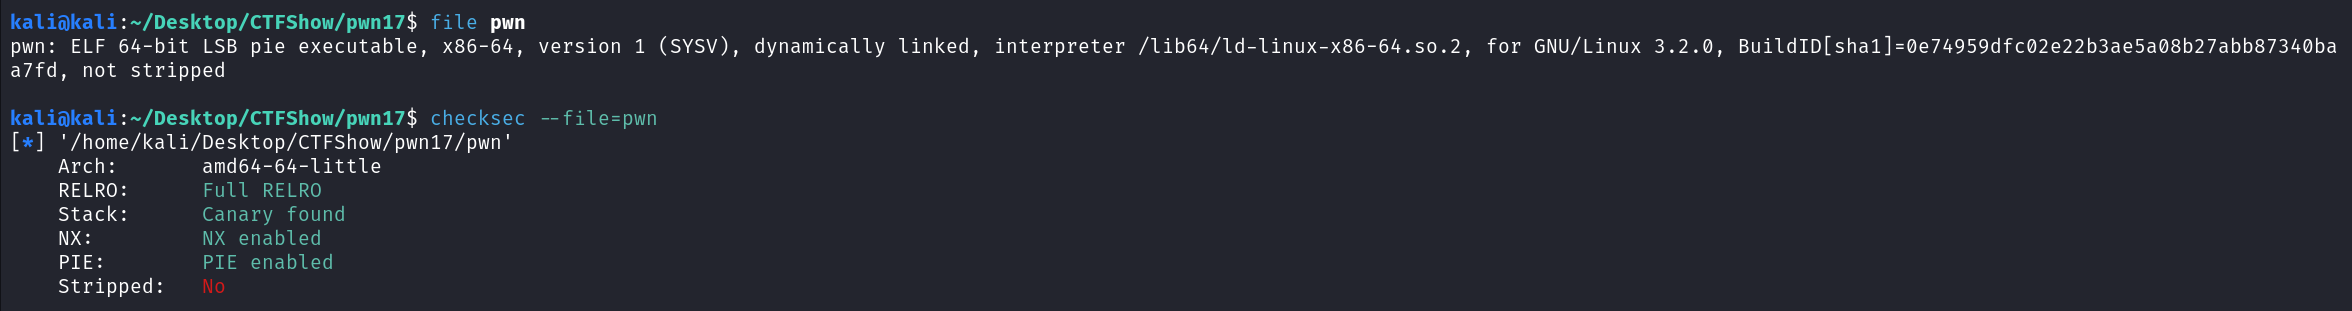 kali@kali:~/Desktop/CTFShow/pwn17$ file pwn
pwn: ELF 64-bit LSB pie executable, x86-64, version 1 (SYSV), dynamically linked, interpreter /lib64/ld-linux-x86-64.so.2, for GNU/Linux 3.2.0, BuildID[sha1]=0e74959dfc02e22b3ae5a08b27abb87340ba
a7fd, not stripped
kali@kali:~/Desktop/CTFShow/pwn17$ checksec --file=pwn
[*] '/home/kali/Desktop/CTFShow/pwn17/pwn'
    Arch:       amd64-64-little
    RELRO:      Full RELRO
    Stack:      Canary found
    NX:         NX enabled
    PIE:        PIE enabled
    Stripped:   No